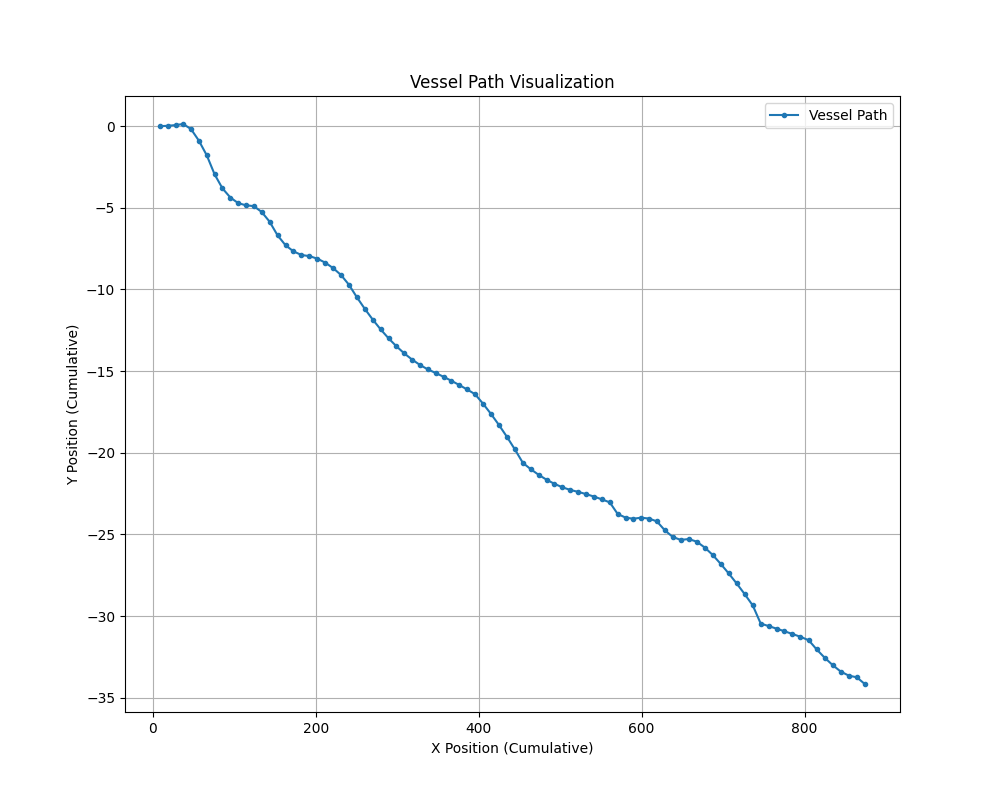 Vessel Path Visualization
Vessel Path
0
−5
−10
−15
−20
−25
−30
−35
Y Position (Cumulative)
0 200 400 600 800
X Position (Cumulative)